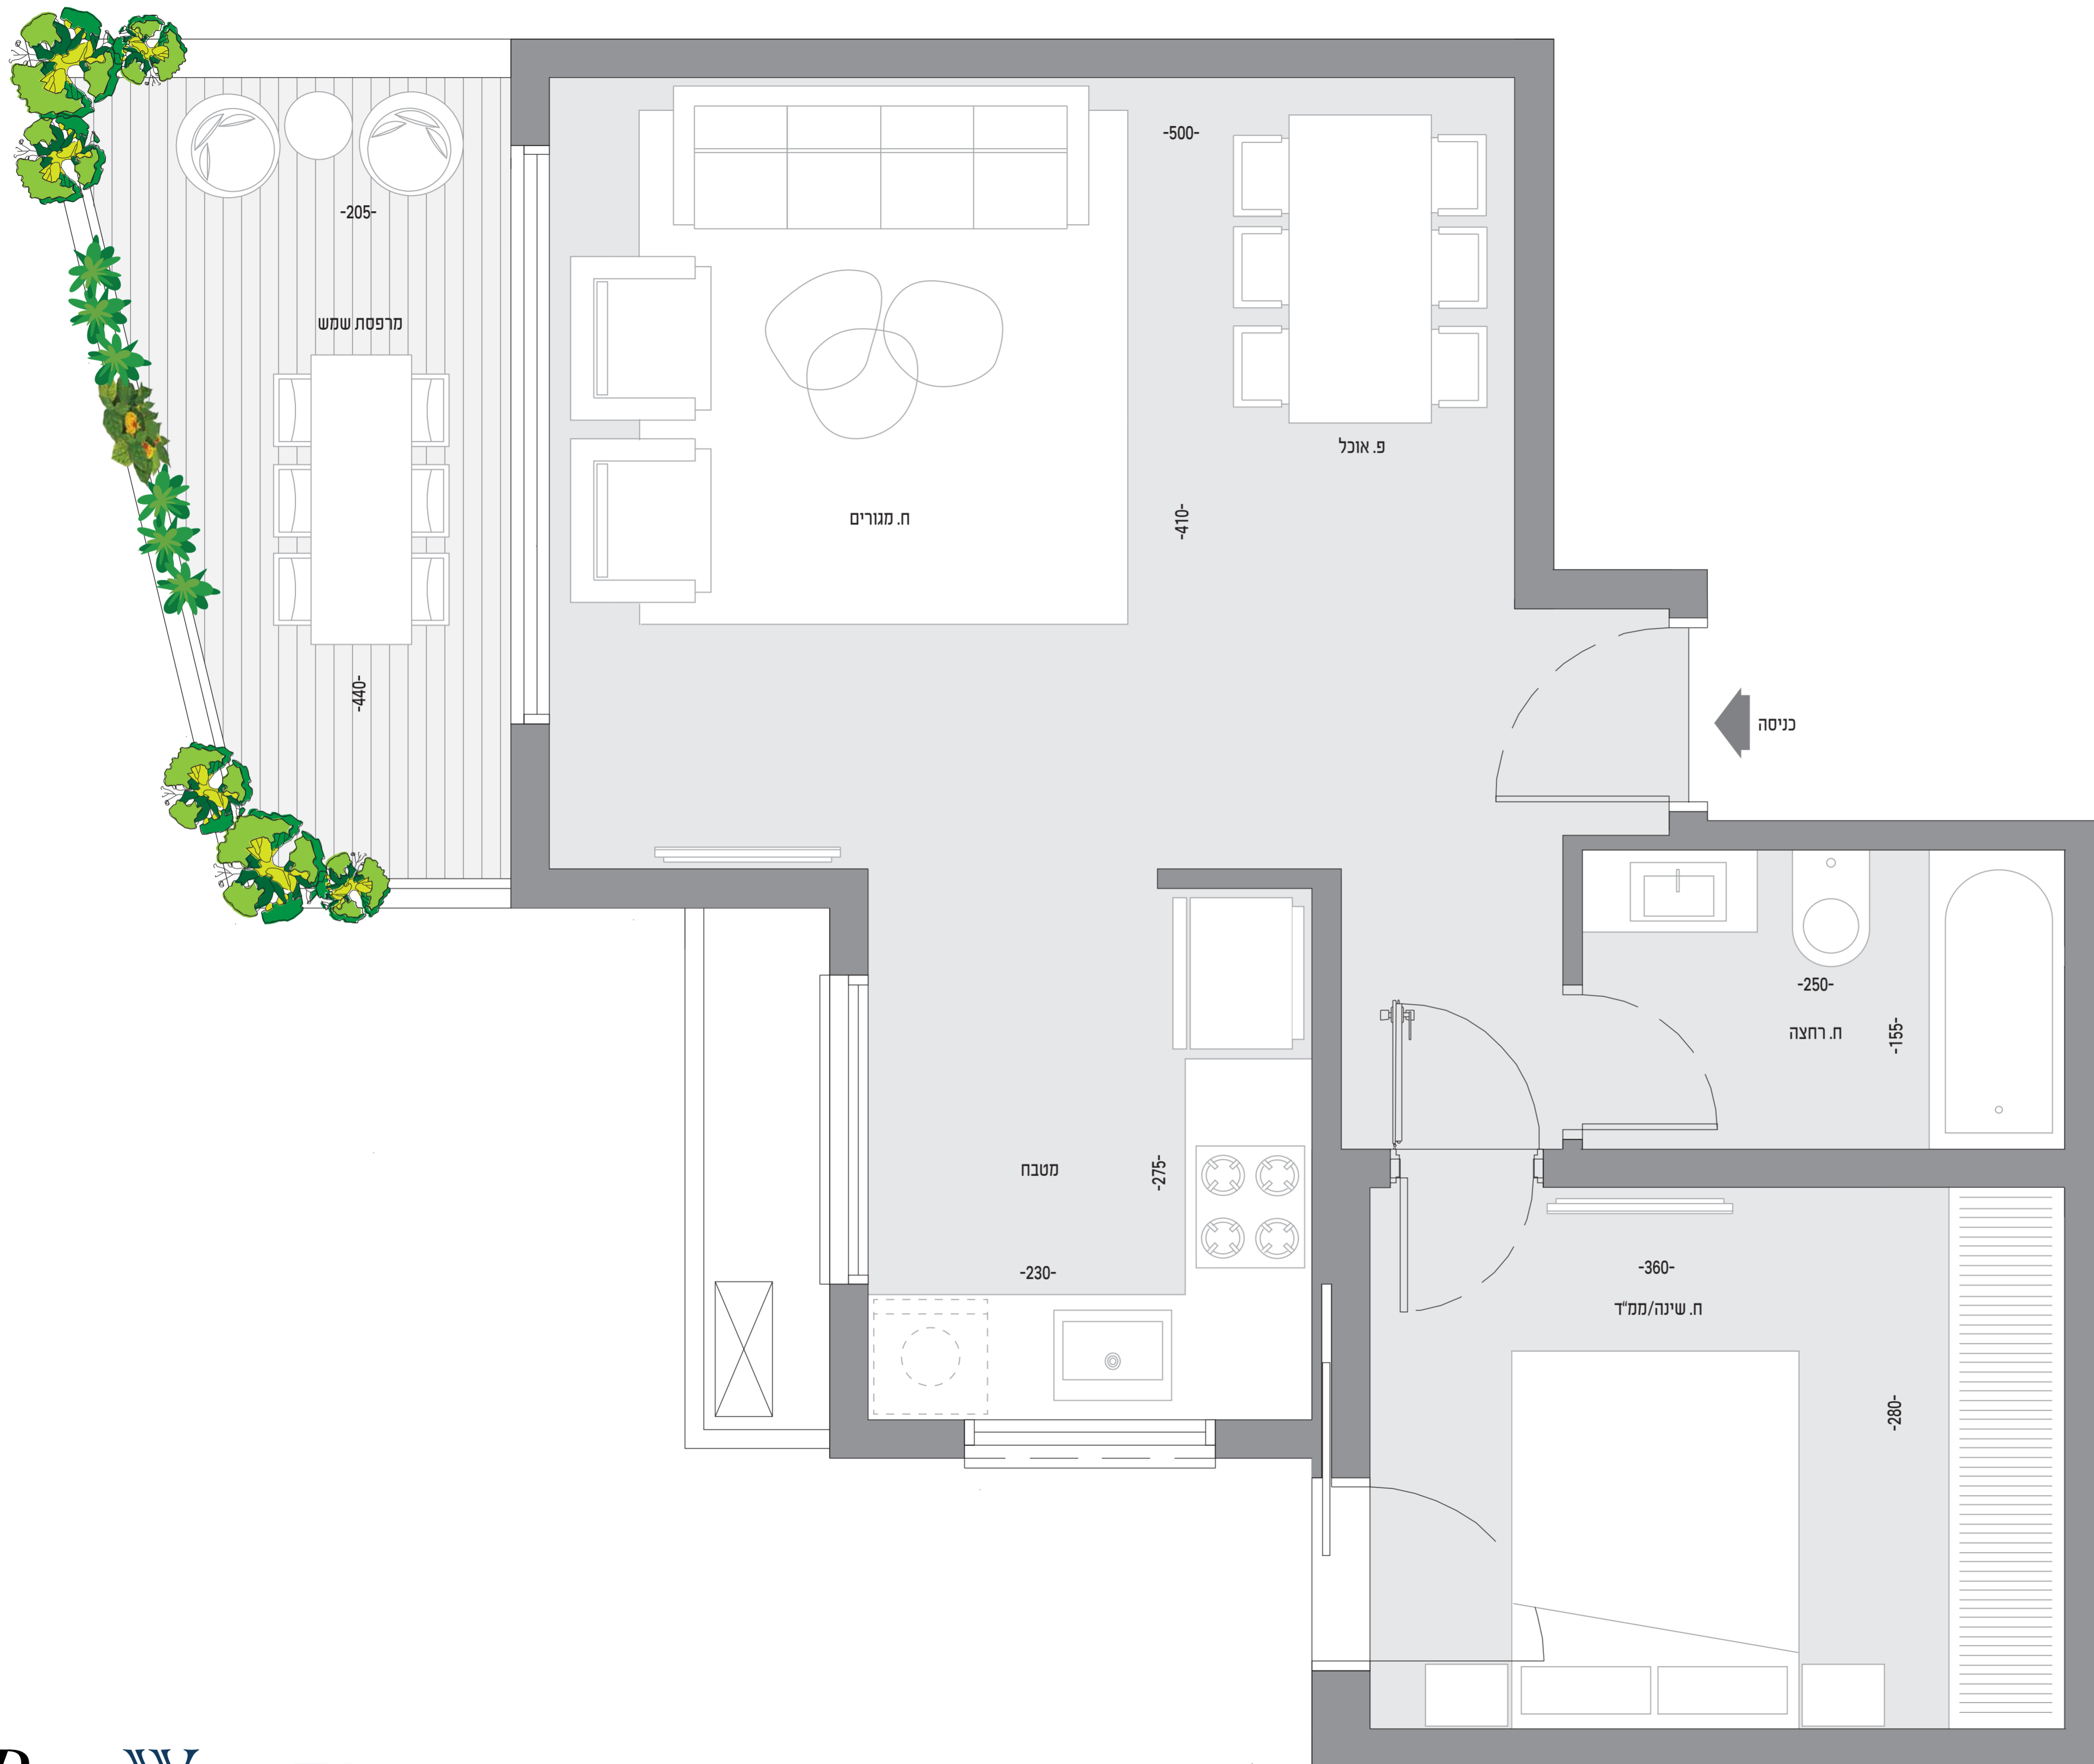 -500-
-205-
מרפסת שמש
פ. אוכל
ח. מגורים
-410-
-440-
כניסה
-250-
ח. רחצה
-155-
מטבח
-275-
-230-
-360-
ח. שינה/ממ"ד
-280-